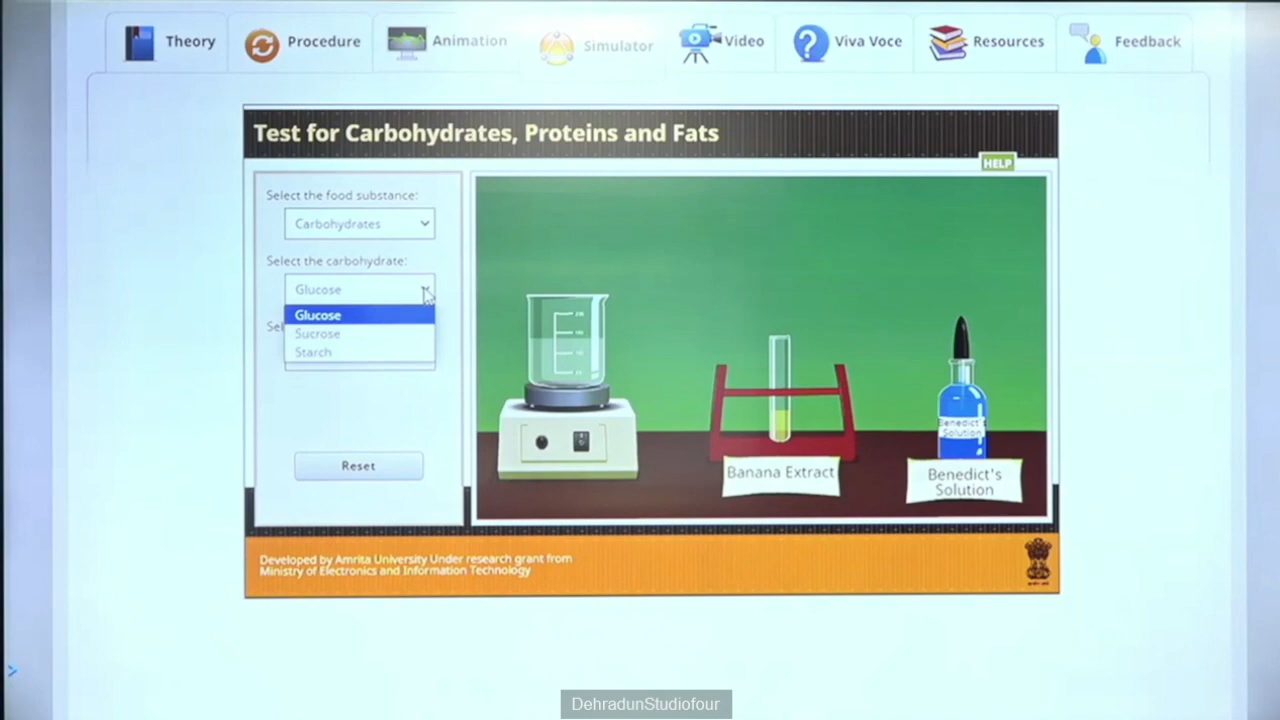 Theory
Procedure
Animation
Simulator
Video
Viva Voce
Resources
Feedback
Test for Carbohydrates, Proteins and Fats
HELP
Select the food substance:
Carbohydrates
Select the carbohydrate:
Glucose
Glucose
Sucrose
Starch
Sel
Reset
Banana Extract
Benedict's
Solution
Benedict's
Solution
Developed by Amrita University Under research grant from
Ministry of Electronics and Information Technology
DehradunStudiofour